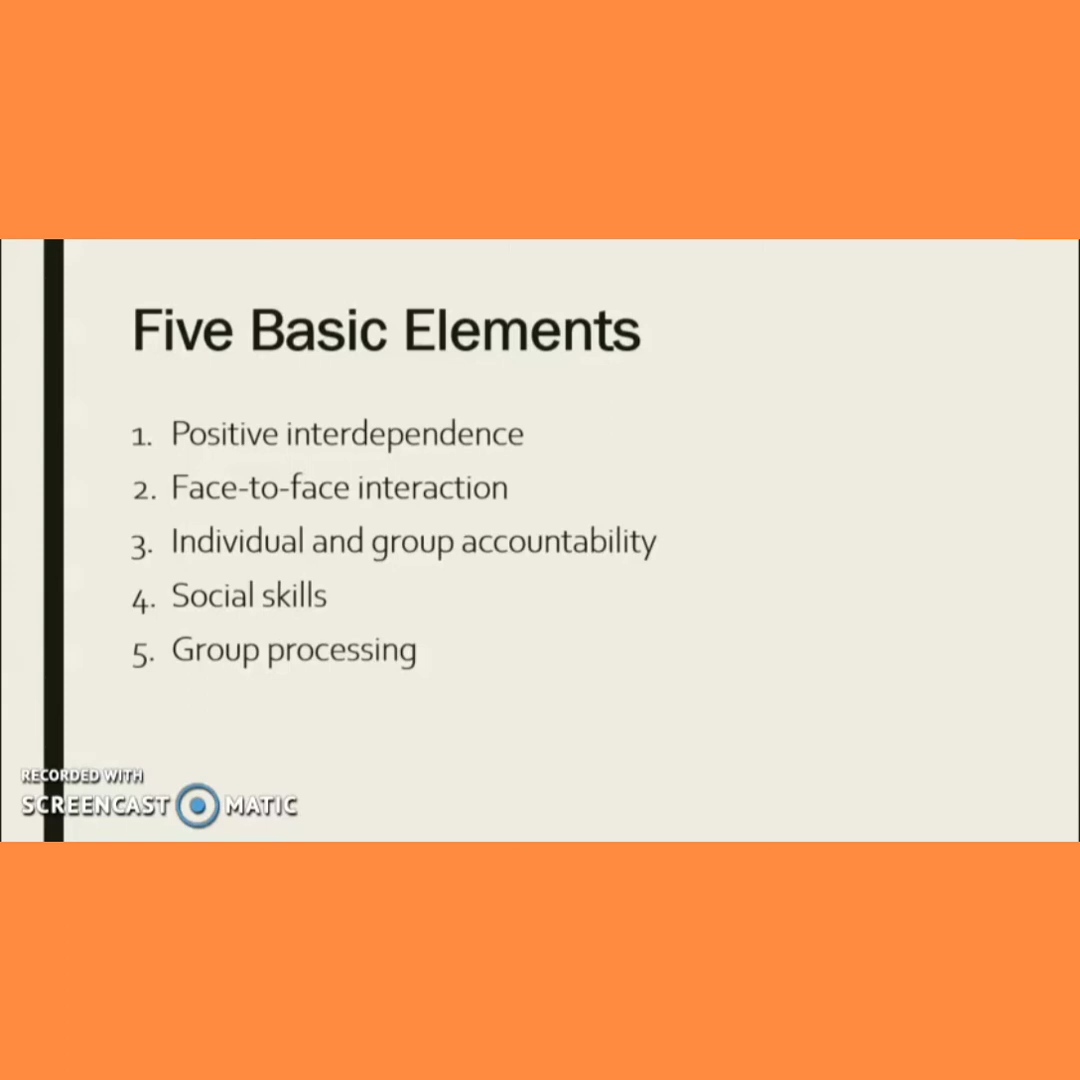 Five Basic Elements
1. Positive interdependence
2. Face-to-face interaction
3. Individual and group accountability
4. Social skills
5. Group processing
RECORDED WITH
SCREENCAST MATIC